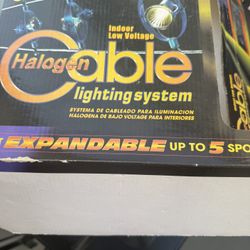 Indoor
Low Voltage
Halogen
Cable
lighting system
SISTEMA DE CABLEADO PARA ILUMINACION
HALOGENA DE BAJO VOLTAGE PARA INTERIORES
EXPANDABLE UP TO 5 SPO